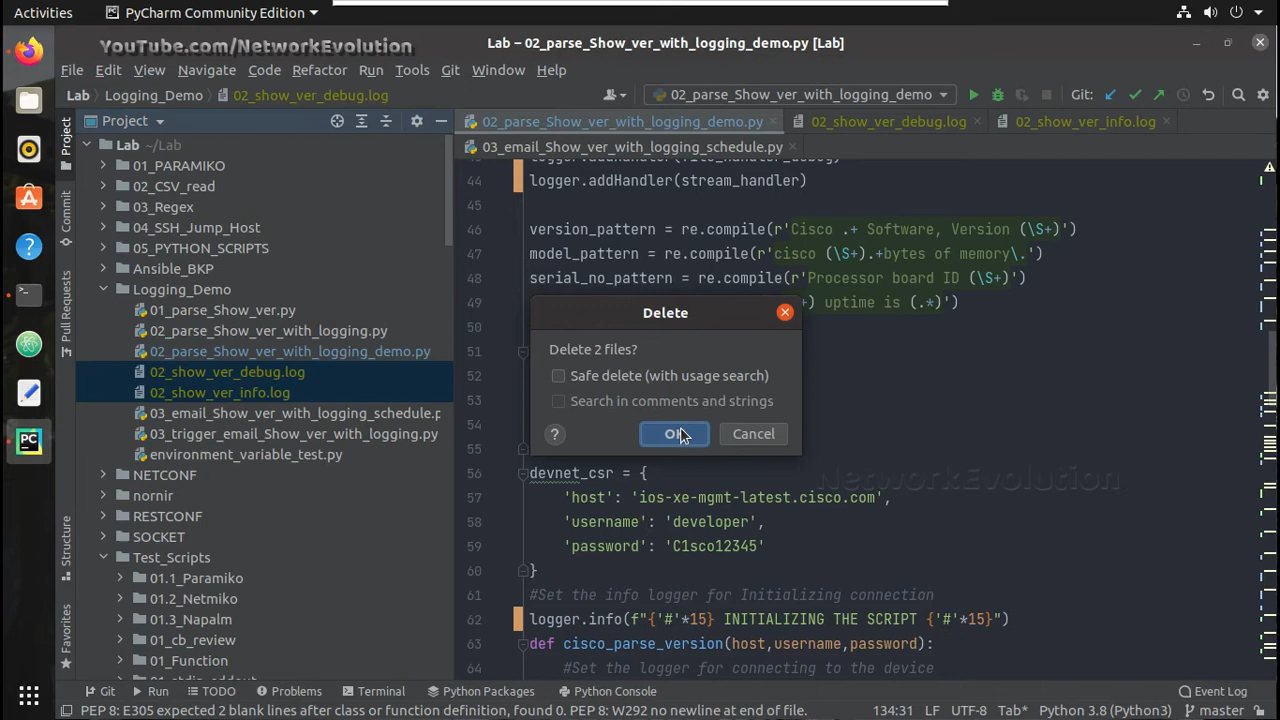 Activities
PyCharm Community Edition
YouTube.com/NetworkEvolution
Lab – 02_parse_Show_ver_with_logging_demo.py [Lab]
File Edit View Navigate Code Refactor Run Tools Git Window Help
Lab Logging_Demo 02_show_ver_debug.log
02_parse_Show_ver_with_logging_demo
Git:
Project
02_parse_Show_ver_with_logging_demo.py
02_show_ver_debug.log
02_show_ver_info.log
03_email_Show_ver_with_logging_schedule.py
Project
Commit
Pull Requests
Structure
Favorites
Lab ~/Lab
01_PARAMIKO
02_CSV_read
03_Regex
04_SSH_Jump_Host
05_PYTHON_SCRIPTS
Ansible_BKP
Logging_Demo
01_parse_Show_ver.py
02_parse_Show_ver_with_logging.py
02_parse_Show_ver_with_logging_demo.py
02_show_ver_debug.log
02_show_ver_info.log
03_email_Show_ver_with_logging_schedule.p
03_trigger_email_Show_ver_with_logging.py
environment_variable_test.py
NETCONF
nornir
RESTCONF
SOCKET
Test_Scripts
01.1_Paramiko
01.2_Netmiko
01.3_Napalm
01_cb_review
01_Function
44 logger.addHandler(stream_handler)
45
46 version_pattern = re.compile(r'Cisco .+ Software, Version (\S+)')
47 model_pattern = re.compile(r'cisco (\S+).+bytes of memory\.')
48 serial_no_pattern = re.compile(r'Processor board ID (\S+)')
49 +) uptime is (.*)')
50
51
52
53
54
55
56 devnet_csr = {
57 'host': 'ios-xe-mgmt-latest.cisco.com',
58 'username': 'developer',
59 'password': 'C1sco12345'
60 }
61 #Set the info logger for Initializing connection
62 logger.info(f"{'#'*15} INITIALIZING THE SCRIPT {'#'*15}")
63 def cisco_parse_version(host,username,password):
64 #Set the logger for connecting to the device
Delete
Delete 2 files?
Safe delete (with usage search)
Search in comments and strings
?
Cancel
NetworkEvolution
Git Run TODO Problems Terminal Python Packages Python Console Event Log
PEP 8: E305 expected 2 blank lines after class or function definition, found 0. PEP 8: W292 no newline at end of file. 134:31 LF UTF-8 Tab* Python 3.8 (Python3) master